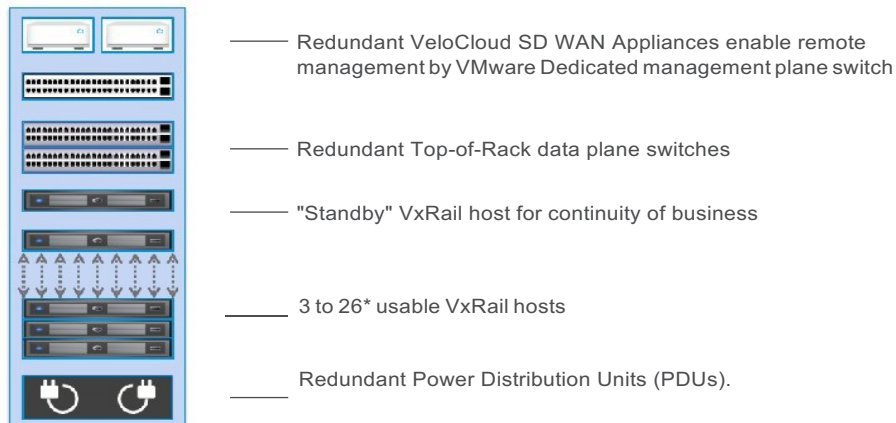 Redundant VeloCloud SD WAN Appliances enable remote
management by VMware Dedicated management plane switch
Redundant Top-of-Rack data plane switches
"Standby" VxRail host for continuity of business
3 to 26* usable VxRail hosts
Redundant Power Distribution Units (PDUs).